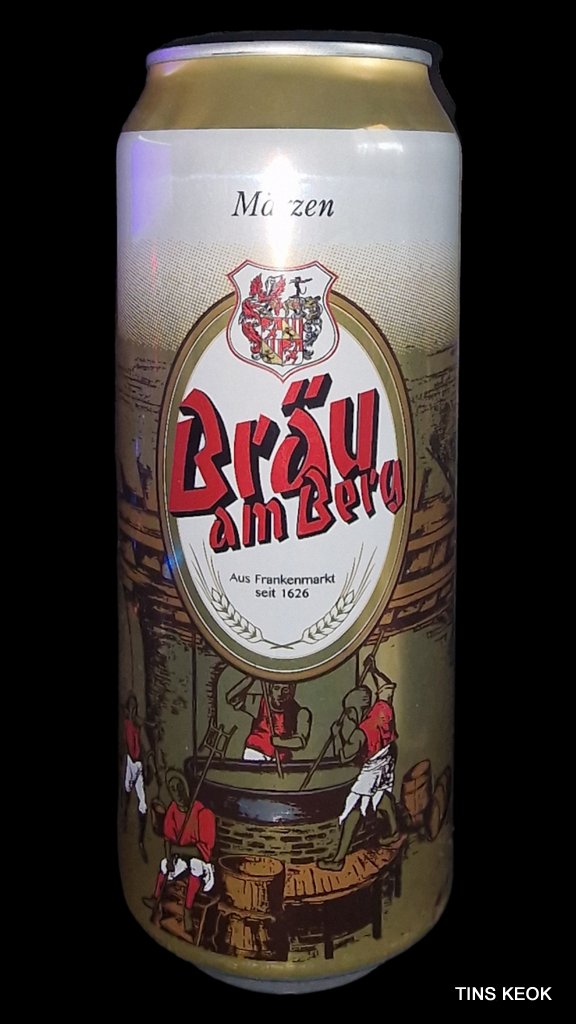 Märzen
Bräu
am Berg
Aus Frankenmarkt
seit 1626
TINS KEOK